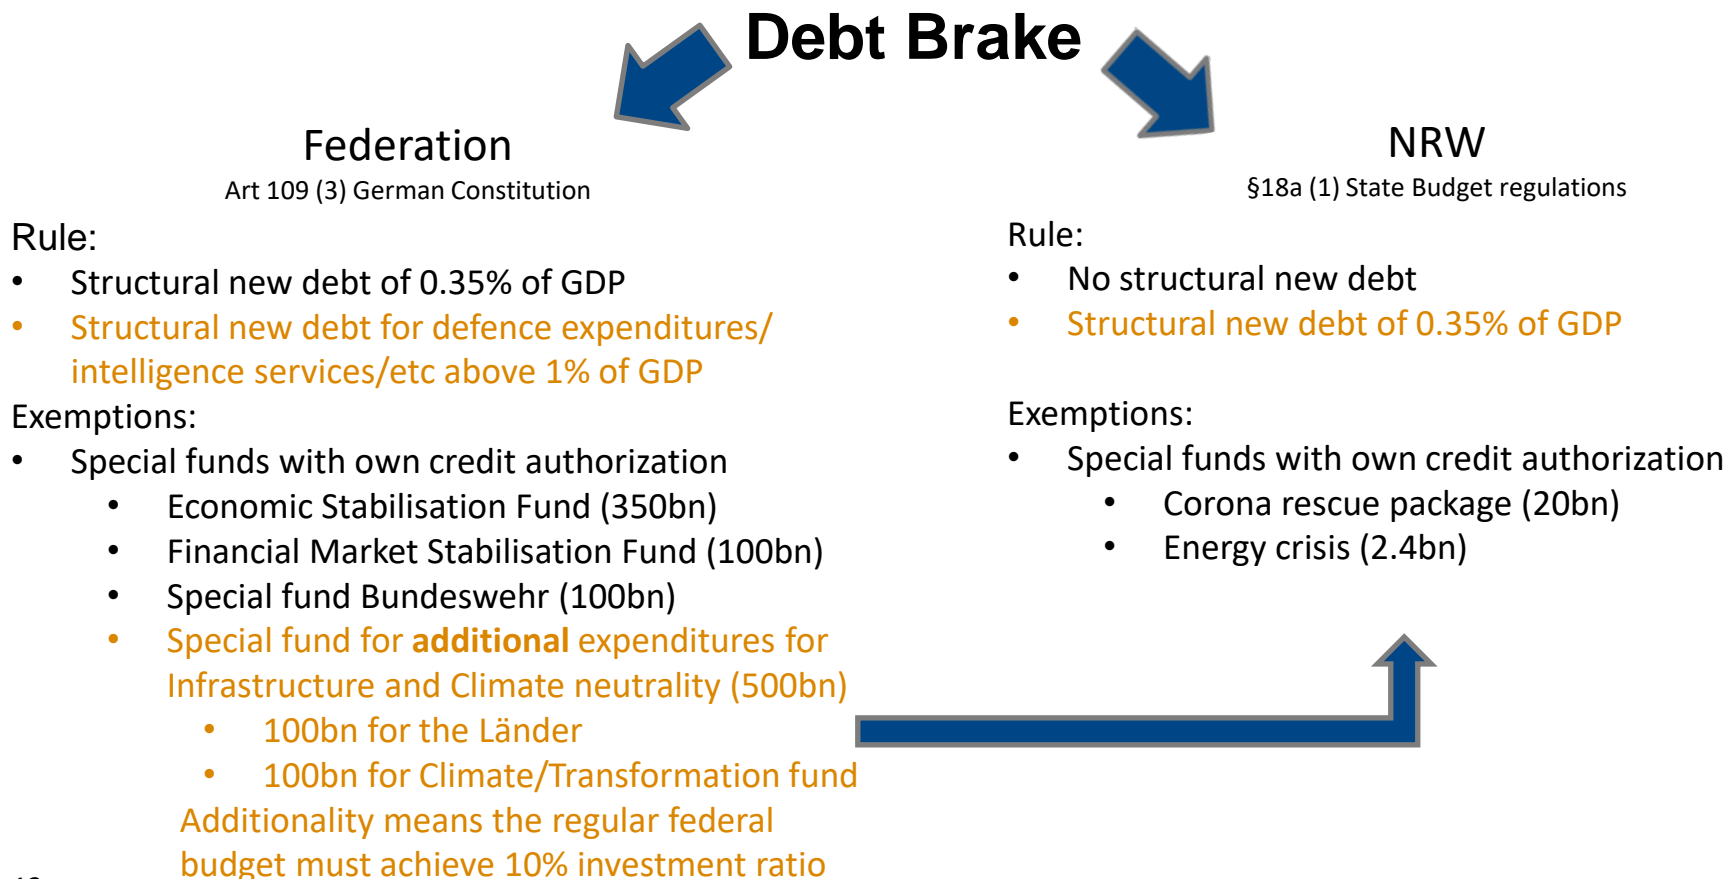 Debt Brake
Federation
Art 109 (3) German Constitution
Rule:
• Structural new debt of 0.35% of GDP
• Structural new debt for defence expenditures/
intelligence services/etc above 1% of GDP
Exemptions:
• Special funds with own credit authorization
• Economic Stabilisation Fund (350bn)
• Financial Market Stabilisation Fund (100bn)
• Special fund Bundeswehr (100bn)
• Special fund for additional expenditures for
Infrastructure and Climate neutrality (500bn)
• 100bn for the Länder
• 100bn for Climate/Transformation fund
Additionality means the regular federal
budget must achieve 10% investment ratio
NRW
§18a (1) State Budget regulations
Rule:
• No structural new debt
• Structural new debt of 0.35% of GDP
Exemptions:
• Special funds with own credit authorization
• Corona rescue package (20bn)
• Energy crisis (2.4bn)